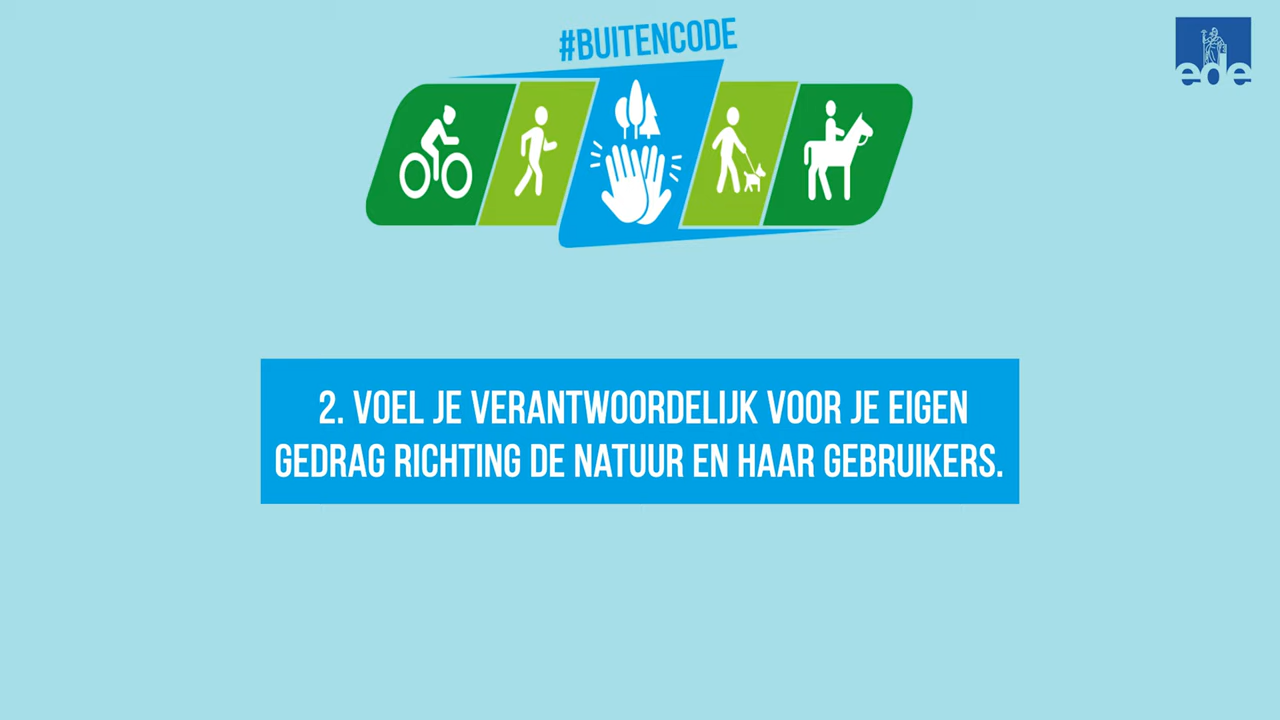 #BUITENCODE
ede
2. VOEL JE VERANTWOORDELIJK VOOR JE EIGEN
GEDRAG RICHTING DE NATUUR EN HAAR GEBRUIKERS.